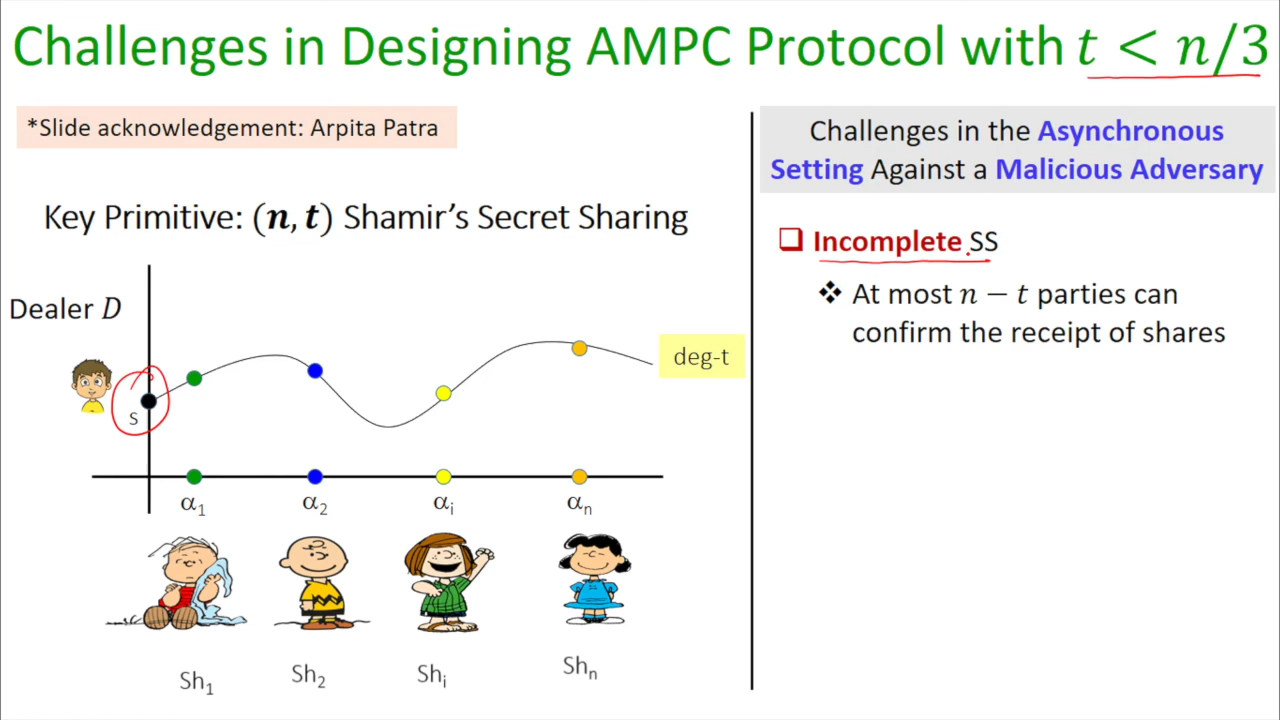 Challenges in Designing AMPC Protocol with t < n/3
*Slide acknowledgement: Arpita Patra
Key Primitive: (n, t) Shamir's Secret Sharing
Dealer D
s
deg-t
α1
α2
αi
αn
Sh1
Sh2
Shi
Shn
Challenges in the Asynchronous
Setting Against a Malicious Adversary
❑ Incomplete SS
❖ At most n − t parties can
confirm the receipt of shares